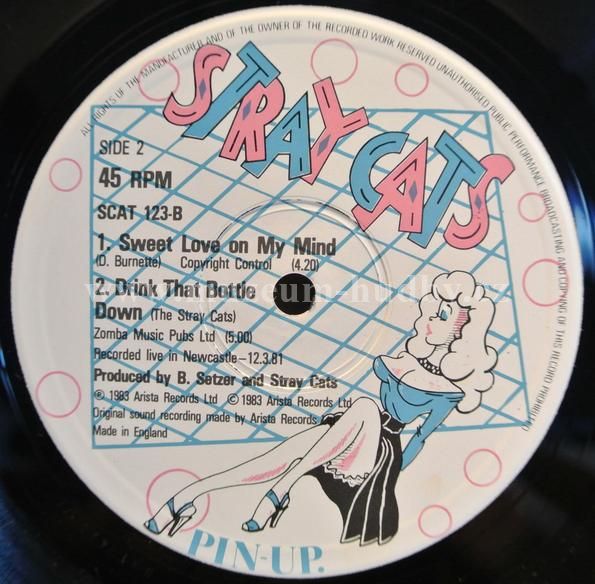 ALL RIGHTS OF THE MANUFACTURER AND OF THE OWNER OF THE RECORDED WORK RESERVED UNAUTHORISED PUBLIC PERFORMANCE BROADCASTING AND COPYING OF THIS RECORD PROHIBITED
STRAY CATS
SIDE 2
45 RPM
SCAT 123-B
1. Sweet Love on My Mind
(D. Burnette) Copyright Control (4.20)
2. Drink That Bottle
Down (The Stray Cats)
Zomba Music Pubs Ltd (5.00)
Recorded live in Newcastle-12.3.81
Produced by B. Setzer and Stray Cats
℗ 1983 Arista Records Ltd © 1983 Arista Records Ltd
Original sound recording made by Arista Records
Made in England
PIN-UP.